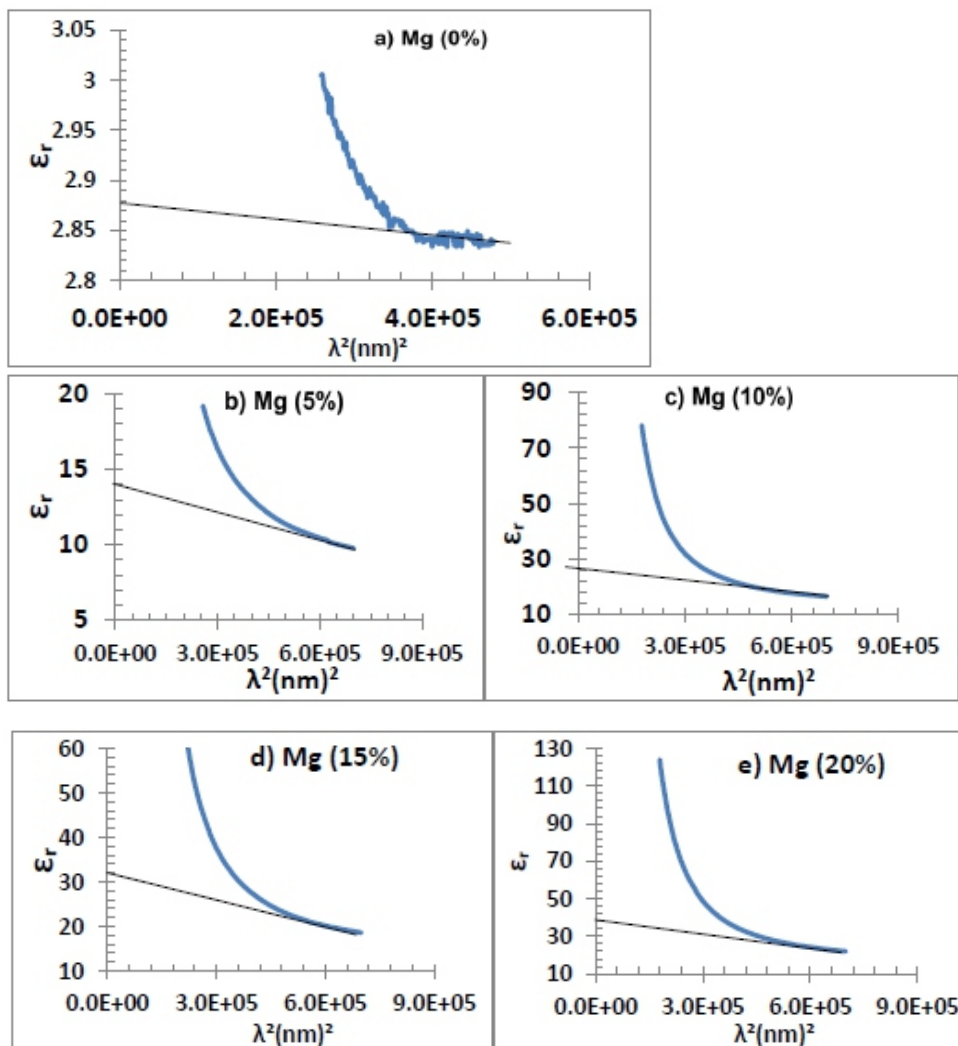 a) Mg (0%)
3.05
3
2.95
2.9
2.85
2.8
εr
0.0E+00 2.0E+05 4.0E+05 6.0E+05
λ²(nm)²
b) Mg (5%)
20
15
10
5
εr
0.0E+00 3.0E+05 6.0E+05 9.0E+05
λ²(nm)²
c) Mg (10%)
90
70
50
30
10
εr
0.0E+00 3.0E+05 6.0E+05 9.0E+05
λ²(nm)²
d) Mg (15%)
60
50
40
30
20
10
εr
0.0E+00 3.0E+05 6.0E+05 9.0E+05
λ²(nm)²
e) Mg (20%)
130
110
90
70
50
30
10
εr
0.0E+00 3.0E+05 6.0E+05 9.0E+05
λ²(nm)²